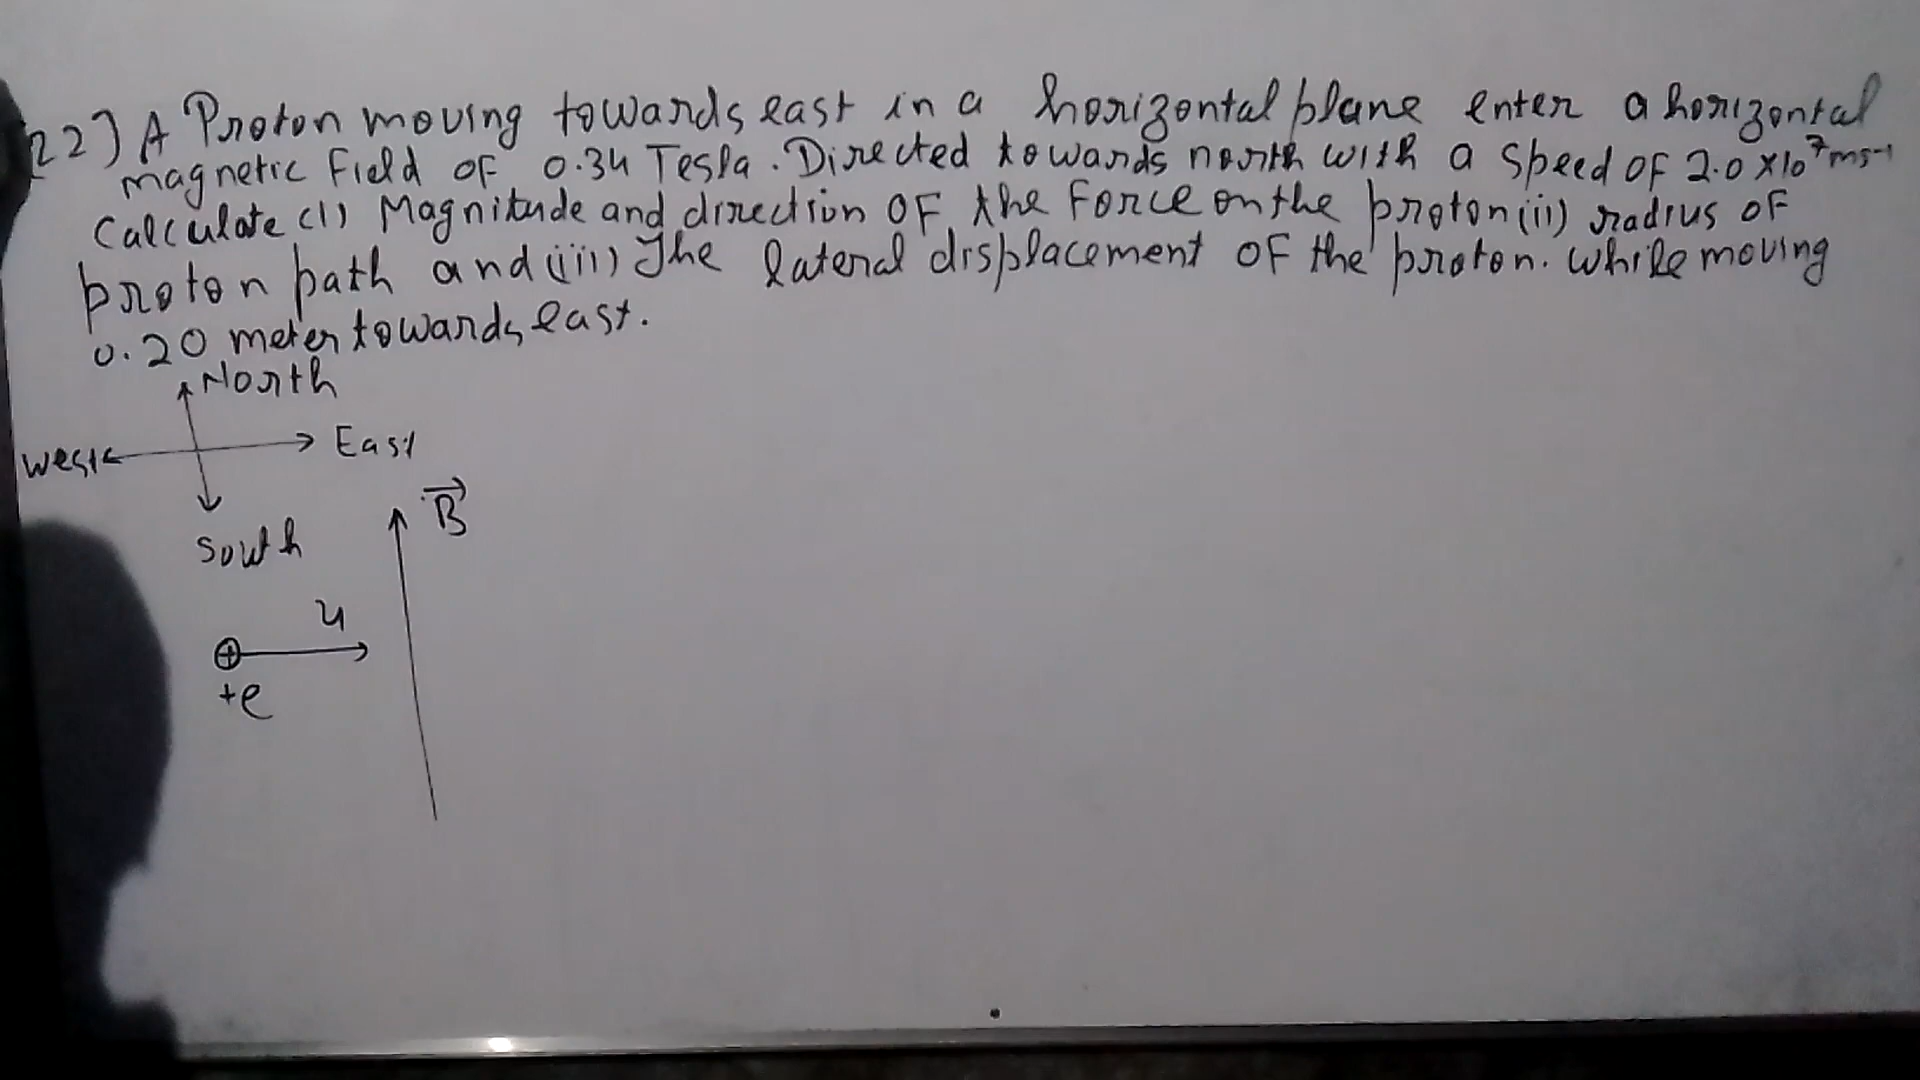 22] A Proton moving towards east in a horizontal plane enter a horizontal
magnetic field of 0.34 Tesla. Directed towards north with a speed of 2.0 x 10⁷ ms⁻¹
Calculate (1) Magnitude and direction OF the Force on the proton (ii) radius OF
proton path and (iii) The lateral displacement OF the proton. while moving
0.20 meter towards east.
North
West East
South
B⃗
u
+
+e